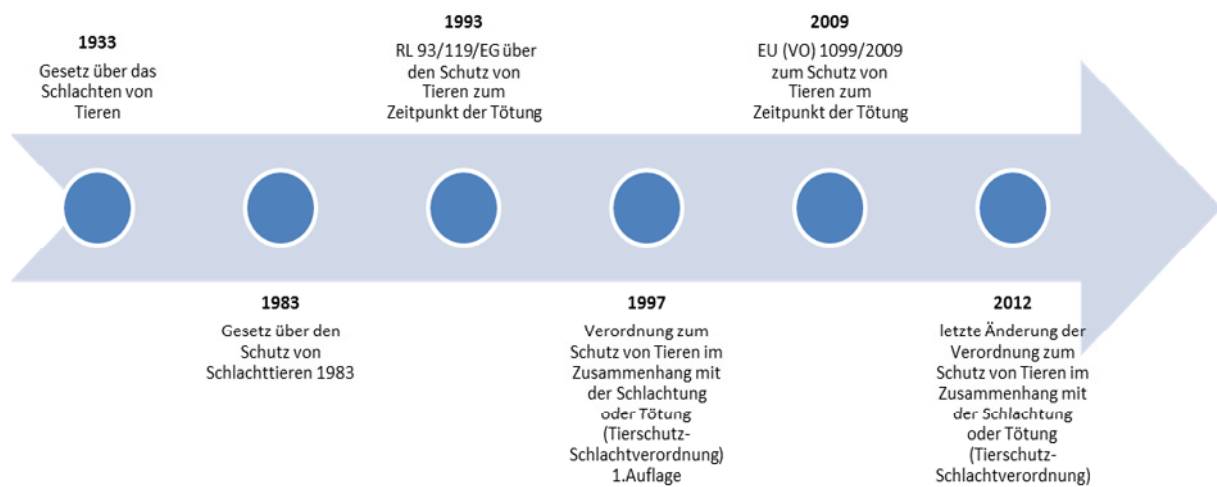 1933
Gesetz über das
Schlachten von
Tieren
1993
RL 93/119/EG über
den Schutz von
Tieren zum
Zeitpunkt der Tötung
2009
EU (VO) 1099/2009
zum Schutz von
Tieren zum
Zeitpunkt der Tötung
1983
Gesetz über den
Schutz von
Schlachttieren 1983
1997
Verordnung zum
Schutz von Tieren im
Zusammenhang mit
der Schlachtung
oder Tötung
(Tierschutz-
Schlachtverordnung)
1.Auflage
2012
letzte Änderung der
Verordnung zum
Schutz von Tieren im
Zusammenhang mit
der Schlachtung
oder Tötung
(Tierschutz-
Schlachtverordnung)